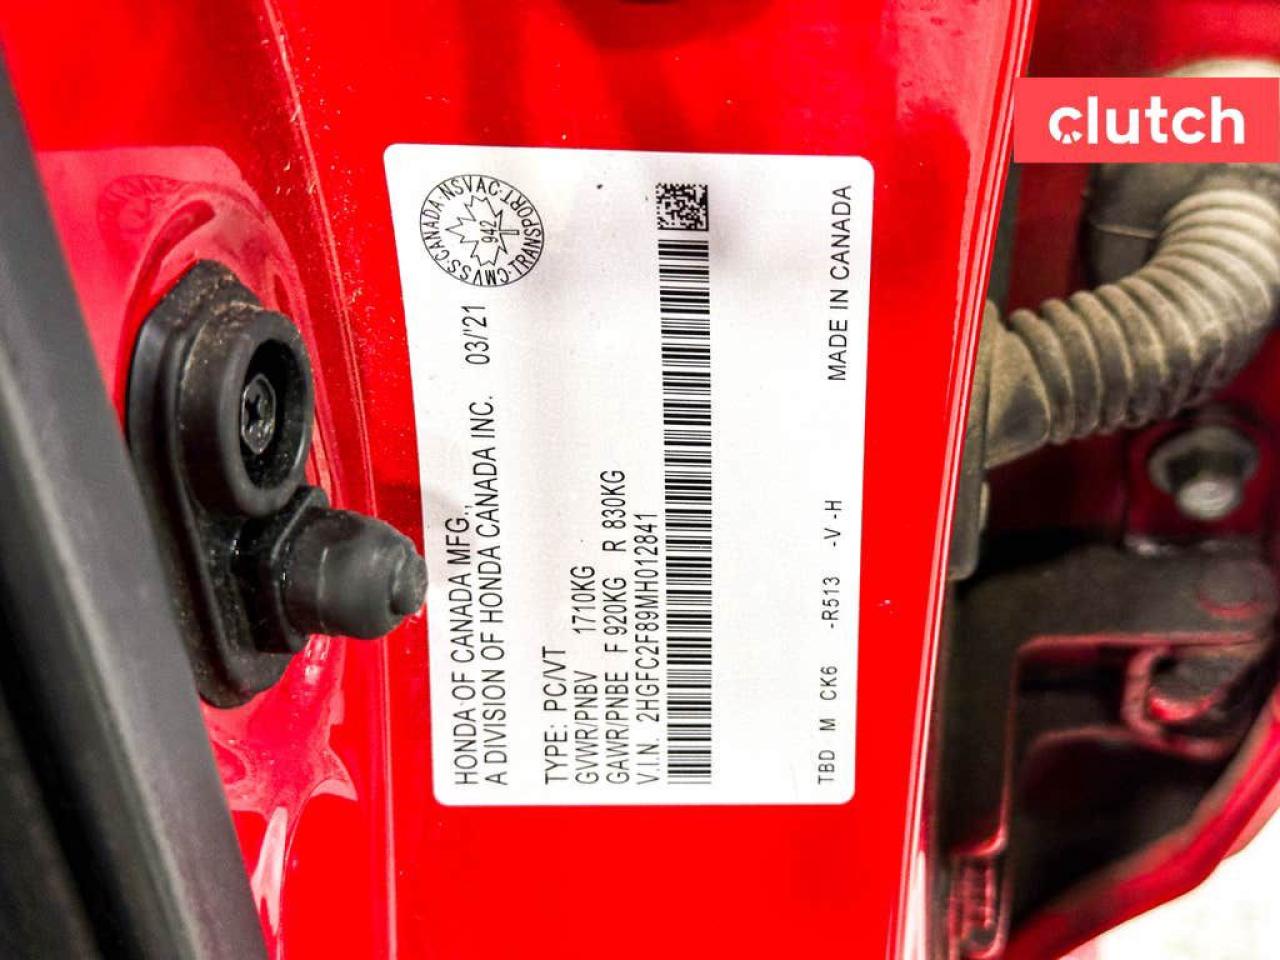 clutch
CMVSS·CANADA·NSVAC·TRANSPORT
942
HONDA OF CANADA MFG.,
A DIVISION OF HONDA CANADA INC. 03/'21
TYPE: PC/VT
GVWR/PNBV 1710KG
GAWR/PNBE F 920KG R 830KG
V.I.N. 2HGFC2F89MH012841
TBD M CK6 -R513 -V -H MADE IN CANADA